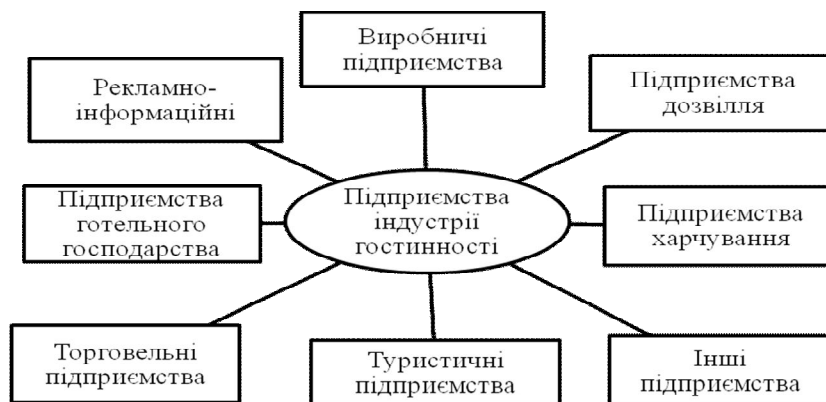 Виробничі
підприємства
Рекламно-
інформаційні
Підприємства
дозвілля
Підприємства
готельного
господарства
Підприємства
індустрії
гостинності
Підприємства
харчування
Торговельні
підприємства
Туристичні
підприємства
Інші
підприємства